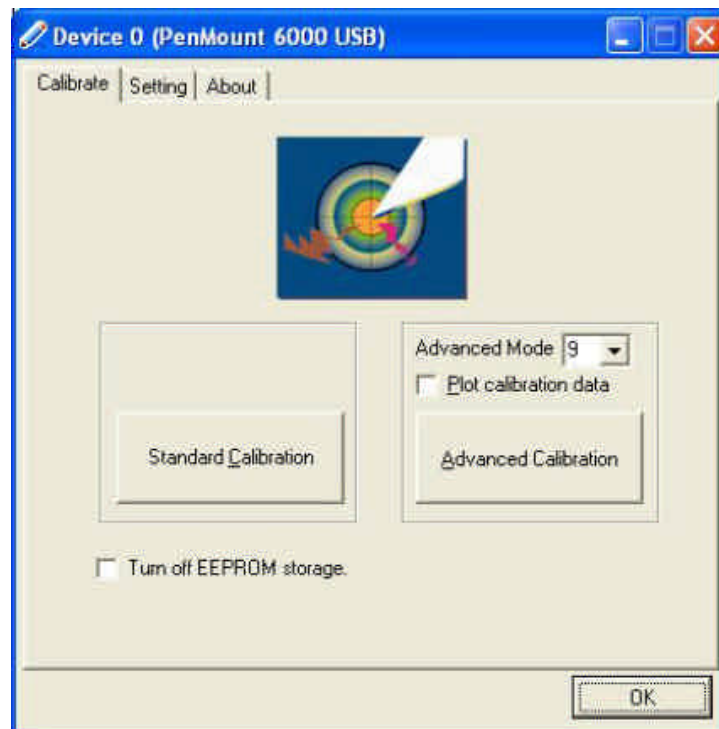 Device 0 (PenMount 6000 USB)
Calibrate Setting About
Advanced Mode 9
Plot calibration data
Standard Calibration
Advanced Calibration
Turn off EEPROM storage.
OK